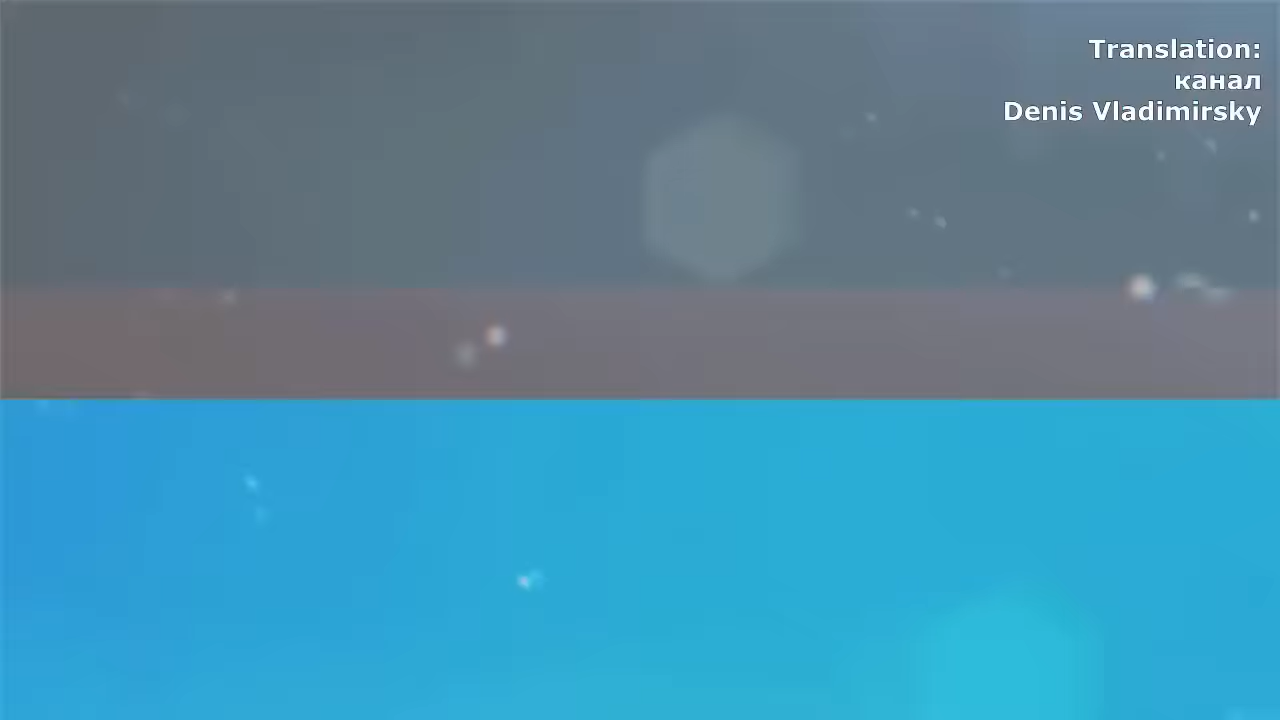 Translation:
канал
Denis Vladimirsky